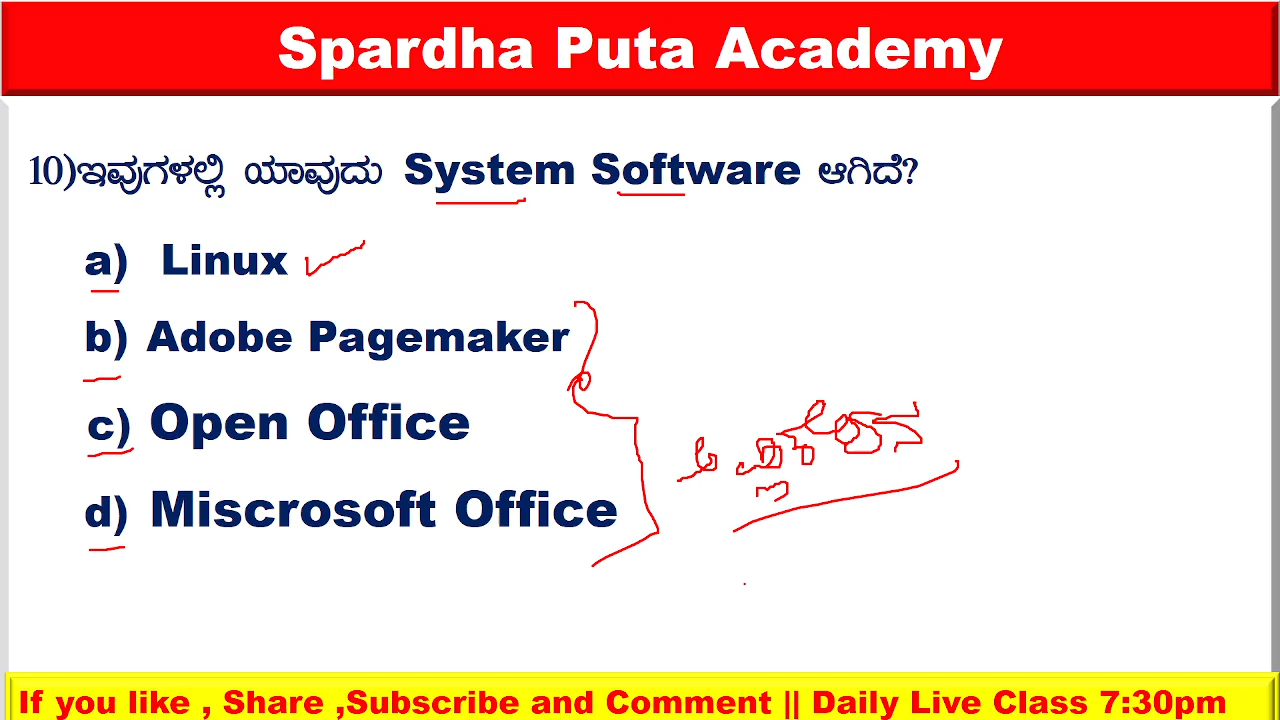 Spardha Puta Academy
10)ಇವುಗಳಲ್ಲಿ ಯಾವುದು System Software ಆಗಿದೆ?
a) Linux
b) Adobe Pagemaker
c) Open Office
d) Miscrosoft Office
If you like , Share ,Subscribe and Comment || Daily Live Class 7:30pm